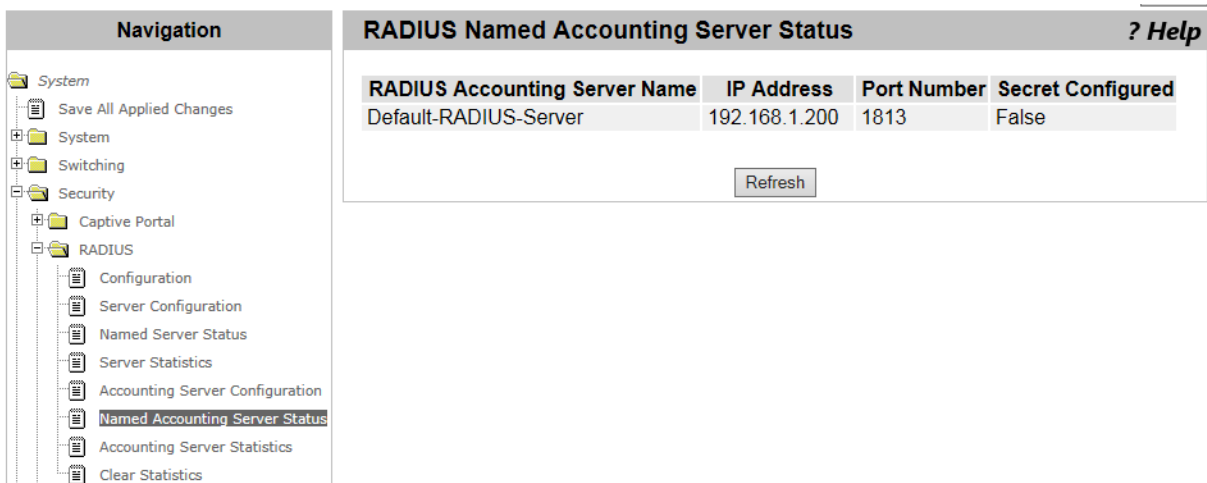 Navigation
System
Save All Applied Changes
System
Switching
Security
Captive Portal
RADIUS
Configuration
Server Configuration
Named Server Status
Server Statistics
Accounting Server Configuration
Named Accounting Server Status
Accounting Server Statistics
Clear Statistics
RADIUS Named Accounting Server Status ? Help
RADIUS Accounting Server Name IP Address Port Number Secret Configured
Default-RADIUS-Server 192.168.1.200 1813 False
Refresh